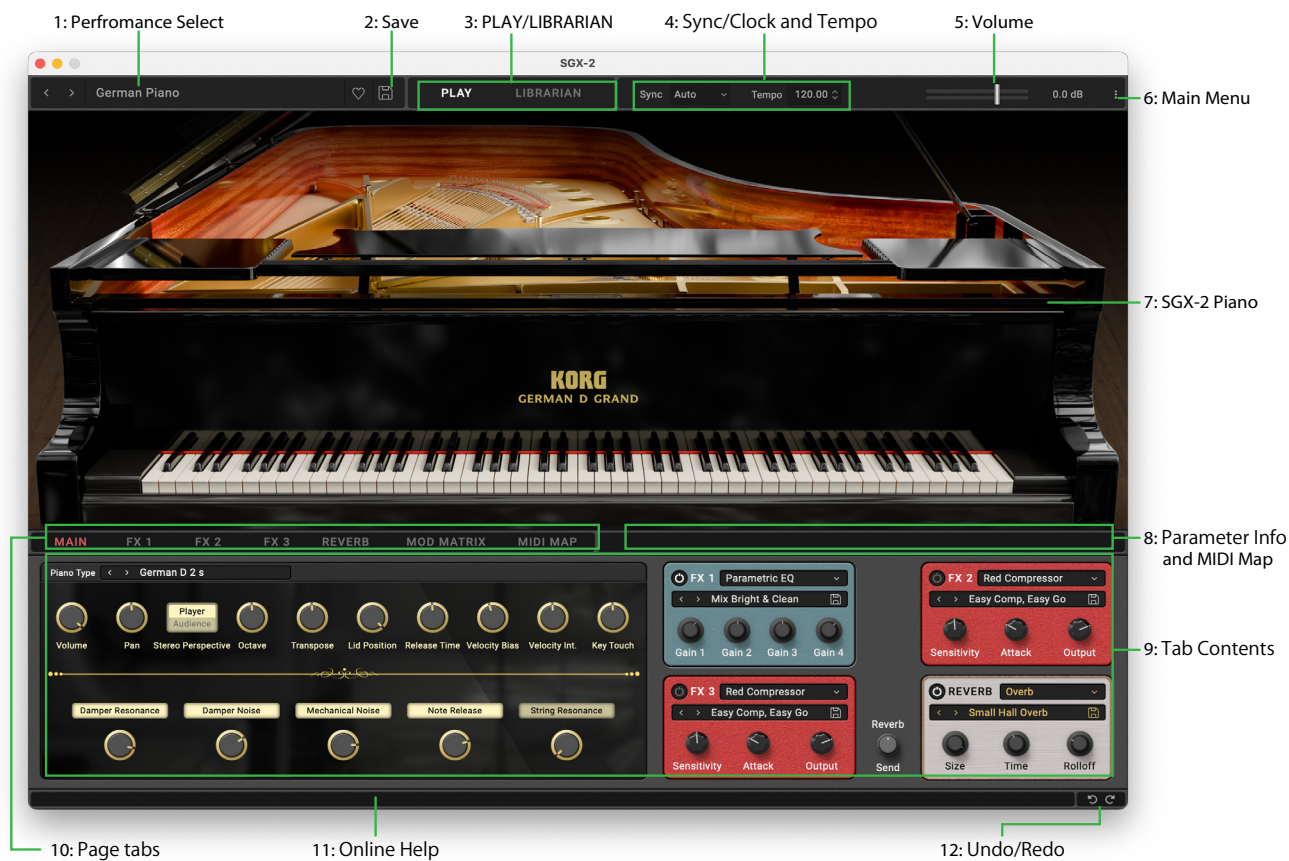 1: Perfromance Select
2: Save
3: PLAY/LIBRARIAN
4: Sync/Clock and Tempo
5: Volume
SGX-2
German Piano
PLAY
LIBRARIAN
Sync Auto
Tempo 120.00
0.0 dB
6: Main Menu
7: SGX-2 Piano
KORG
GERMAN D GRAND
MAIN
FX 1
FX 2
FX 3
REVERB
MOD MATRIX
MIDI MAP
8: Parameter Info
and MIDI Map
Piano Type < > German D 2 s
Player
Audience
Volume
Pan
Stereo Perspective
Octave
Transpose
Lid Position
Release Time
Velocity Bias
Velocity Int.
Key Touch
Damper Resonance
Damper Noise
Mechanical Noise
Note Release
String Resonance
FX 1 Parametric EQ
< > Mix Bright & Clean
Gain 1
Gain 2
Gain 3
Gain 4
FX 2 Red Compressor
< > Easy Comp, Easy Go
Sensitivity
Attack
Output
9: Tab Contents
FX 3 Red Compressor
< > Easy Comp, Easy Go
Sensitivity
Attack
Output
Reverb
Send
REVERB Overb
< > Small Hall Overb
Size
Time
Rolloff
10: Page tabs
11: Online Help
12: Undo/Redo